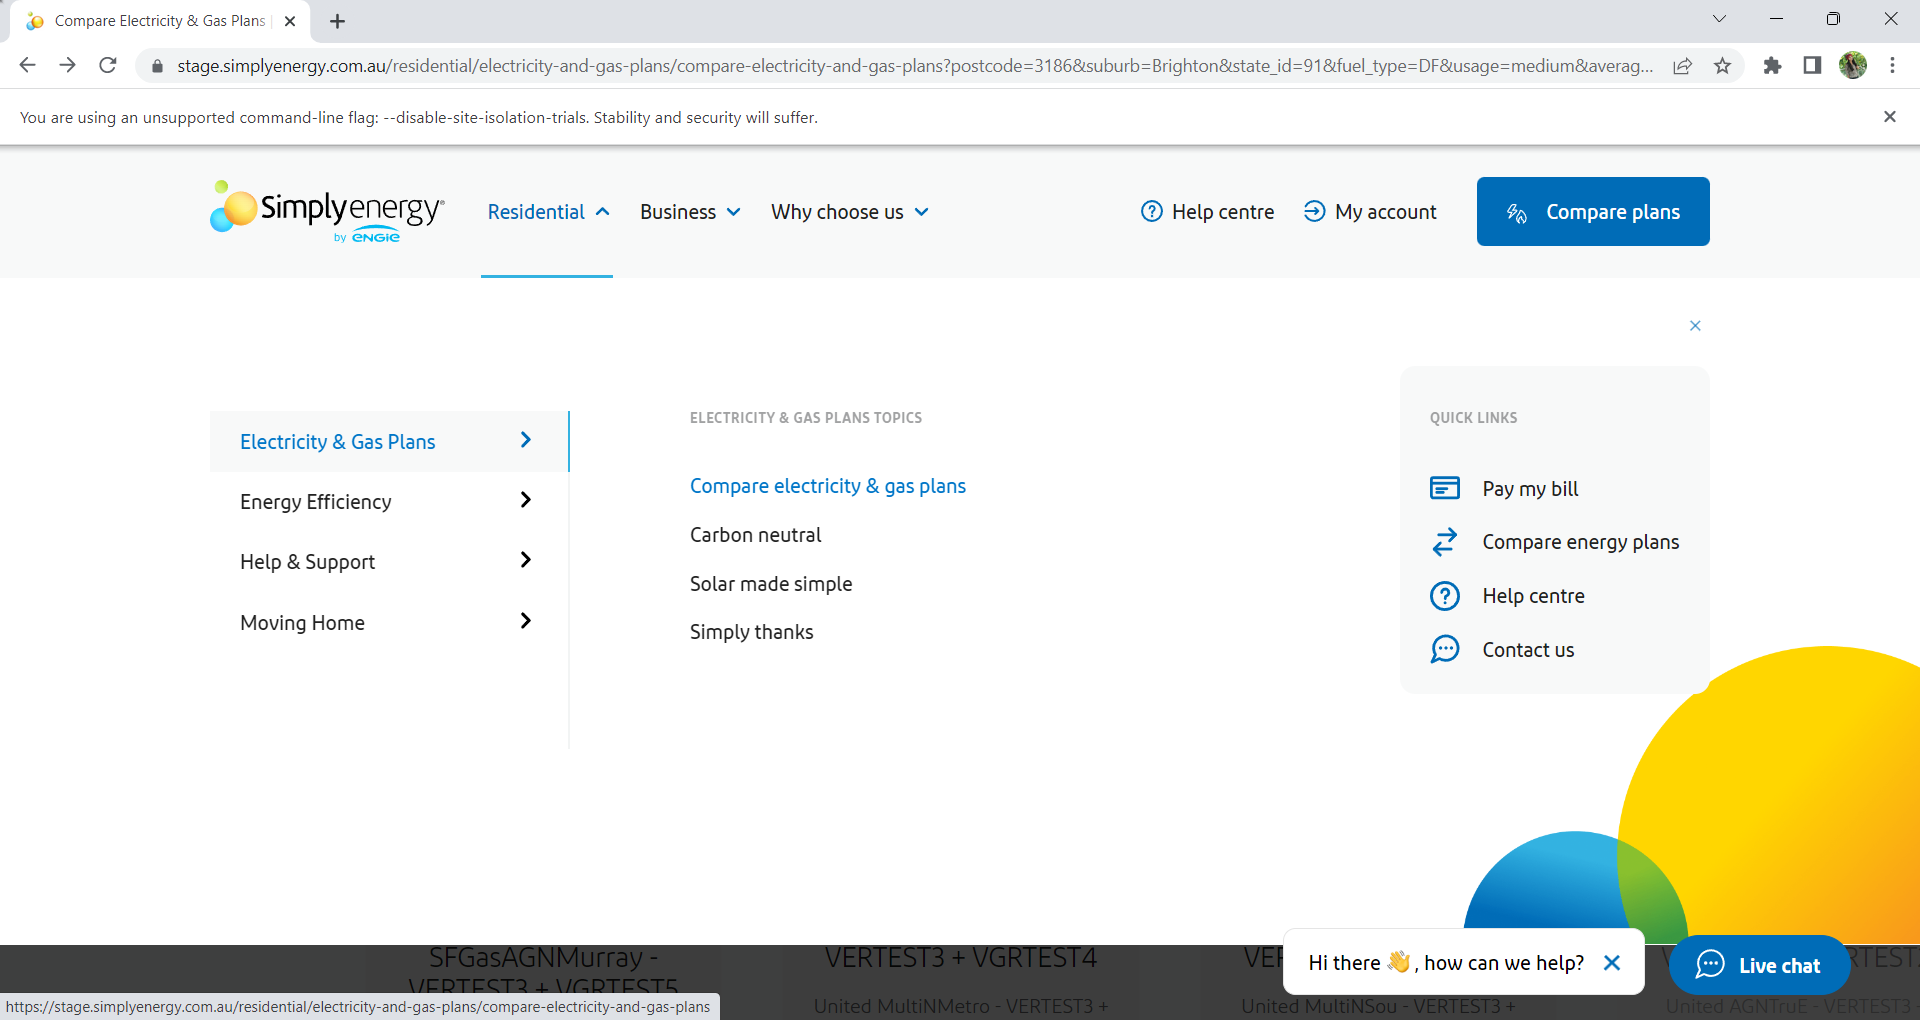 Compare Electricity & Gas Plans
stage.simplyenergy.com.au/residential/electricity-and-gas-plans/compare-electricity-and-gas-plans?postcode=3186&suburb=Brighton&state_id=91&fuel_type=DF&usage=medium&averag...
You are using an unsupported command-line flag: --disable-site-isolation-trials. Stability and security will suffer.
Simplyenergy®
by ENGIE
Residential
Business
Why choose us
Help centre
My account
Compare plans
Electricity & Gas Plans
Energy Efficiency
Help & Support
Moving Home
ELECTRICITY & GAS PLANS TOPICS
Compare electricity & gas plans
Carbon neutral
Solar made simple
Simply thanks
QUICK LINKS
Pay my bill
Compare energy plans
Help centre
Contact us
SFGasAGNMurray -
VERTEST3 + VGRTEST5
VERTEST3 + VGRTEST4
United MultiNMetro - VERTEST3 +
United MultiNSou - VERTEST3 +
United AGNTruE - VERTEST3
Hi there 👋, how can we help?
Live chat
https://stage.simplyenergy.com.au/residential/electricity-and-gas-plans/compare-electricity-and-gas-plans